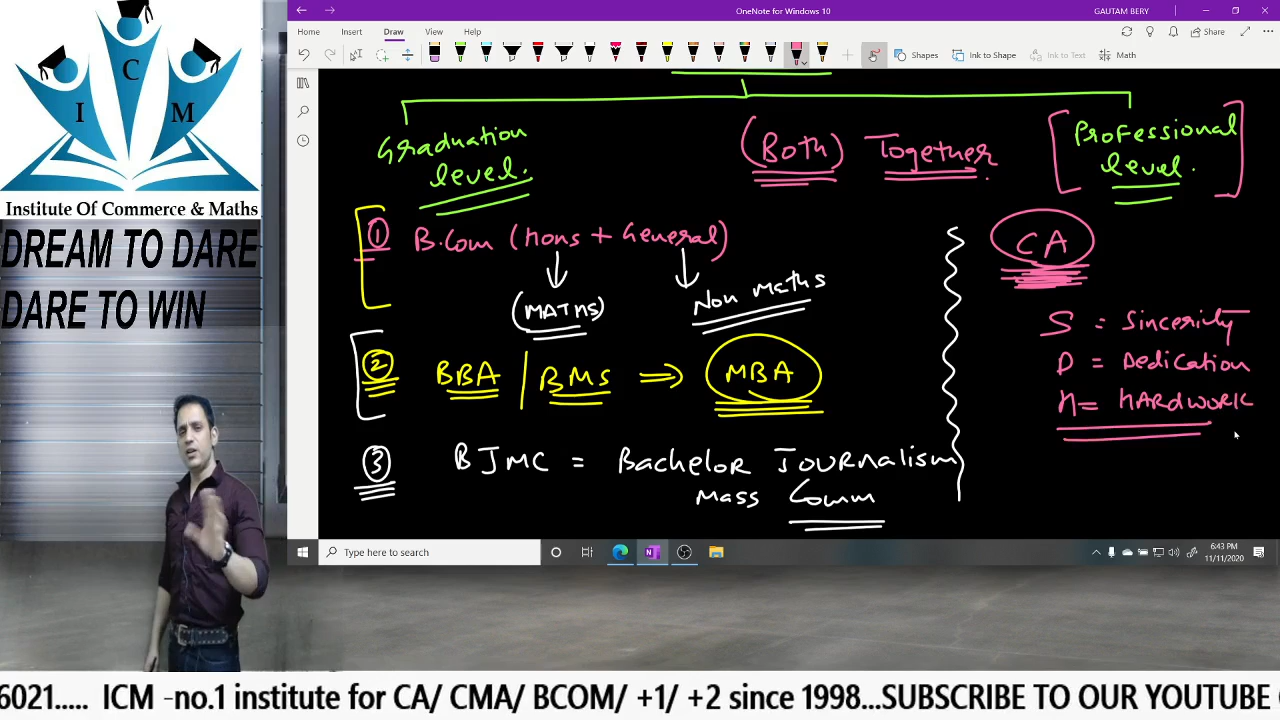 I C M
Institute Of Commerce & Maths
DREAM TO DARE
DARE TO WIN
OneNote for Windows 10
GAUTAM BERY
Home Insert Draw View Help
Share
Shapes Ink to Shape Ink to Text Math
Graduation
level.
(Both) Together
[Professional
level.]
① B.Com (Hons + General)
(MATHS) Non maths
② BBA | BMS ⇒ MBA
③ BJMC = Bachelor Journalism
Mass Comm
CA
S = Sincerity
D = Dedication
H = HARDWORK
Type here to search
6:43 PM
11/11/2020
6021..... ICM -no.1 institute for CA/ CMA/ BCOM/ +1/ +2 since 1998...SUBSCRIBE TO OUR YOUTUBE